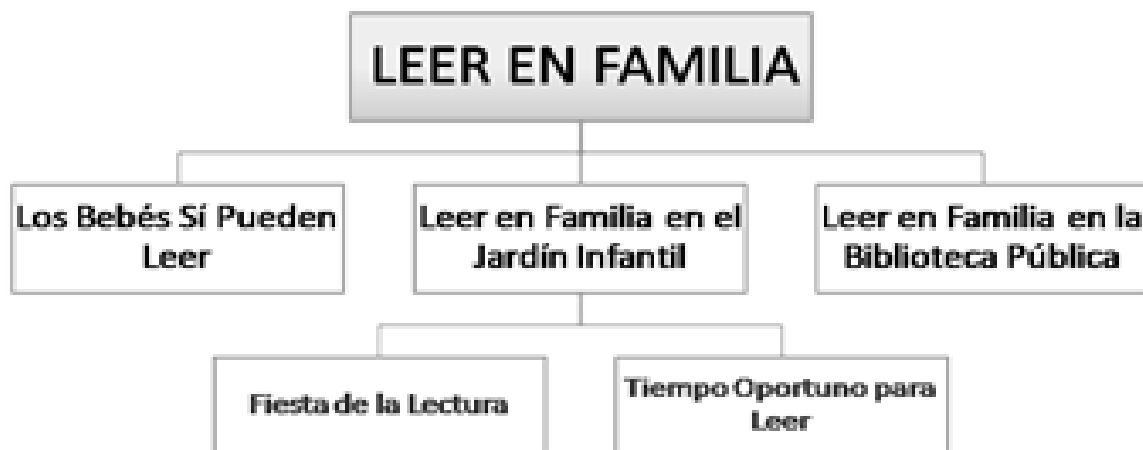 LEER EN FAMILIA
Los Bebés Sí Pueden
Leer
Leer en Familia en el
Jardín Infantil
Leer en Familia en la
Biblioteca Pública
Fiesta de la Lectura
Tiempo Oportuno para
Leer